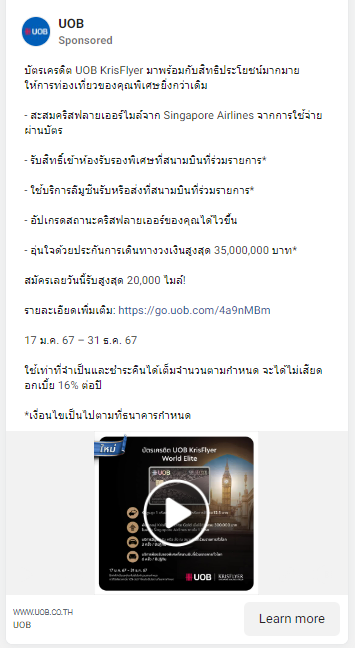 UOB
Sponsored
บัตรเครดิต UOB KrisFlyer มาพร้อมกับสิทธิประโยชน์มากมาย
ให้การท่องเที่ยวของคุณพิเศษยิ่งกว่าเดิม
- สะสมคริสฟลายเออร์ไมล์จาก Singapore Airlines จากการใช้จ่าย
ผ่านบัตร
- รับสิทธิ์เข้าห้องรับรองพิเศษที่สนามบินที่ร่วมรายการ*
- ใช้บริการลิมูซีนรับหรือส่งที่สนามบินที่ร่วมรายการ*
- อัปเกรดสถานะคริสฟลายเออร์ของคุณได้ไวขึ้น
- อุ่นใจด้วยประกันการเดินทางวงเงินสูงสุด 35,000,000 บาท*
สมัครเลยวันนี้รับสูงสุด 20,000 ไมล์!
รายละเอียดเพิ่มเติม: https://go.uob.com/4a9nMBm
17 ม.ค. 67 – 31 ธ.ค. 67
ใช้เท่าที่จำเป็นและชำระคืนได้เต็มจำนวนตามกำหนด จะได้ไม่เสียด
อกเบี้ย 16% ต่อปี
*เงื่อนไขเป็นไปตามที่ธนาคารกำหนด
ใหม่
บัตรเครดิต UOB KrisFlyer
World Elite
17 ม.ค. 67 - 31 ธ.ค. 67
UOB KRISFLYER
WWW.UOB.CO.TH
UOB
Learn more